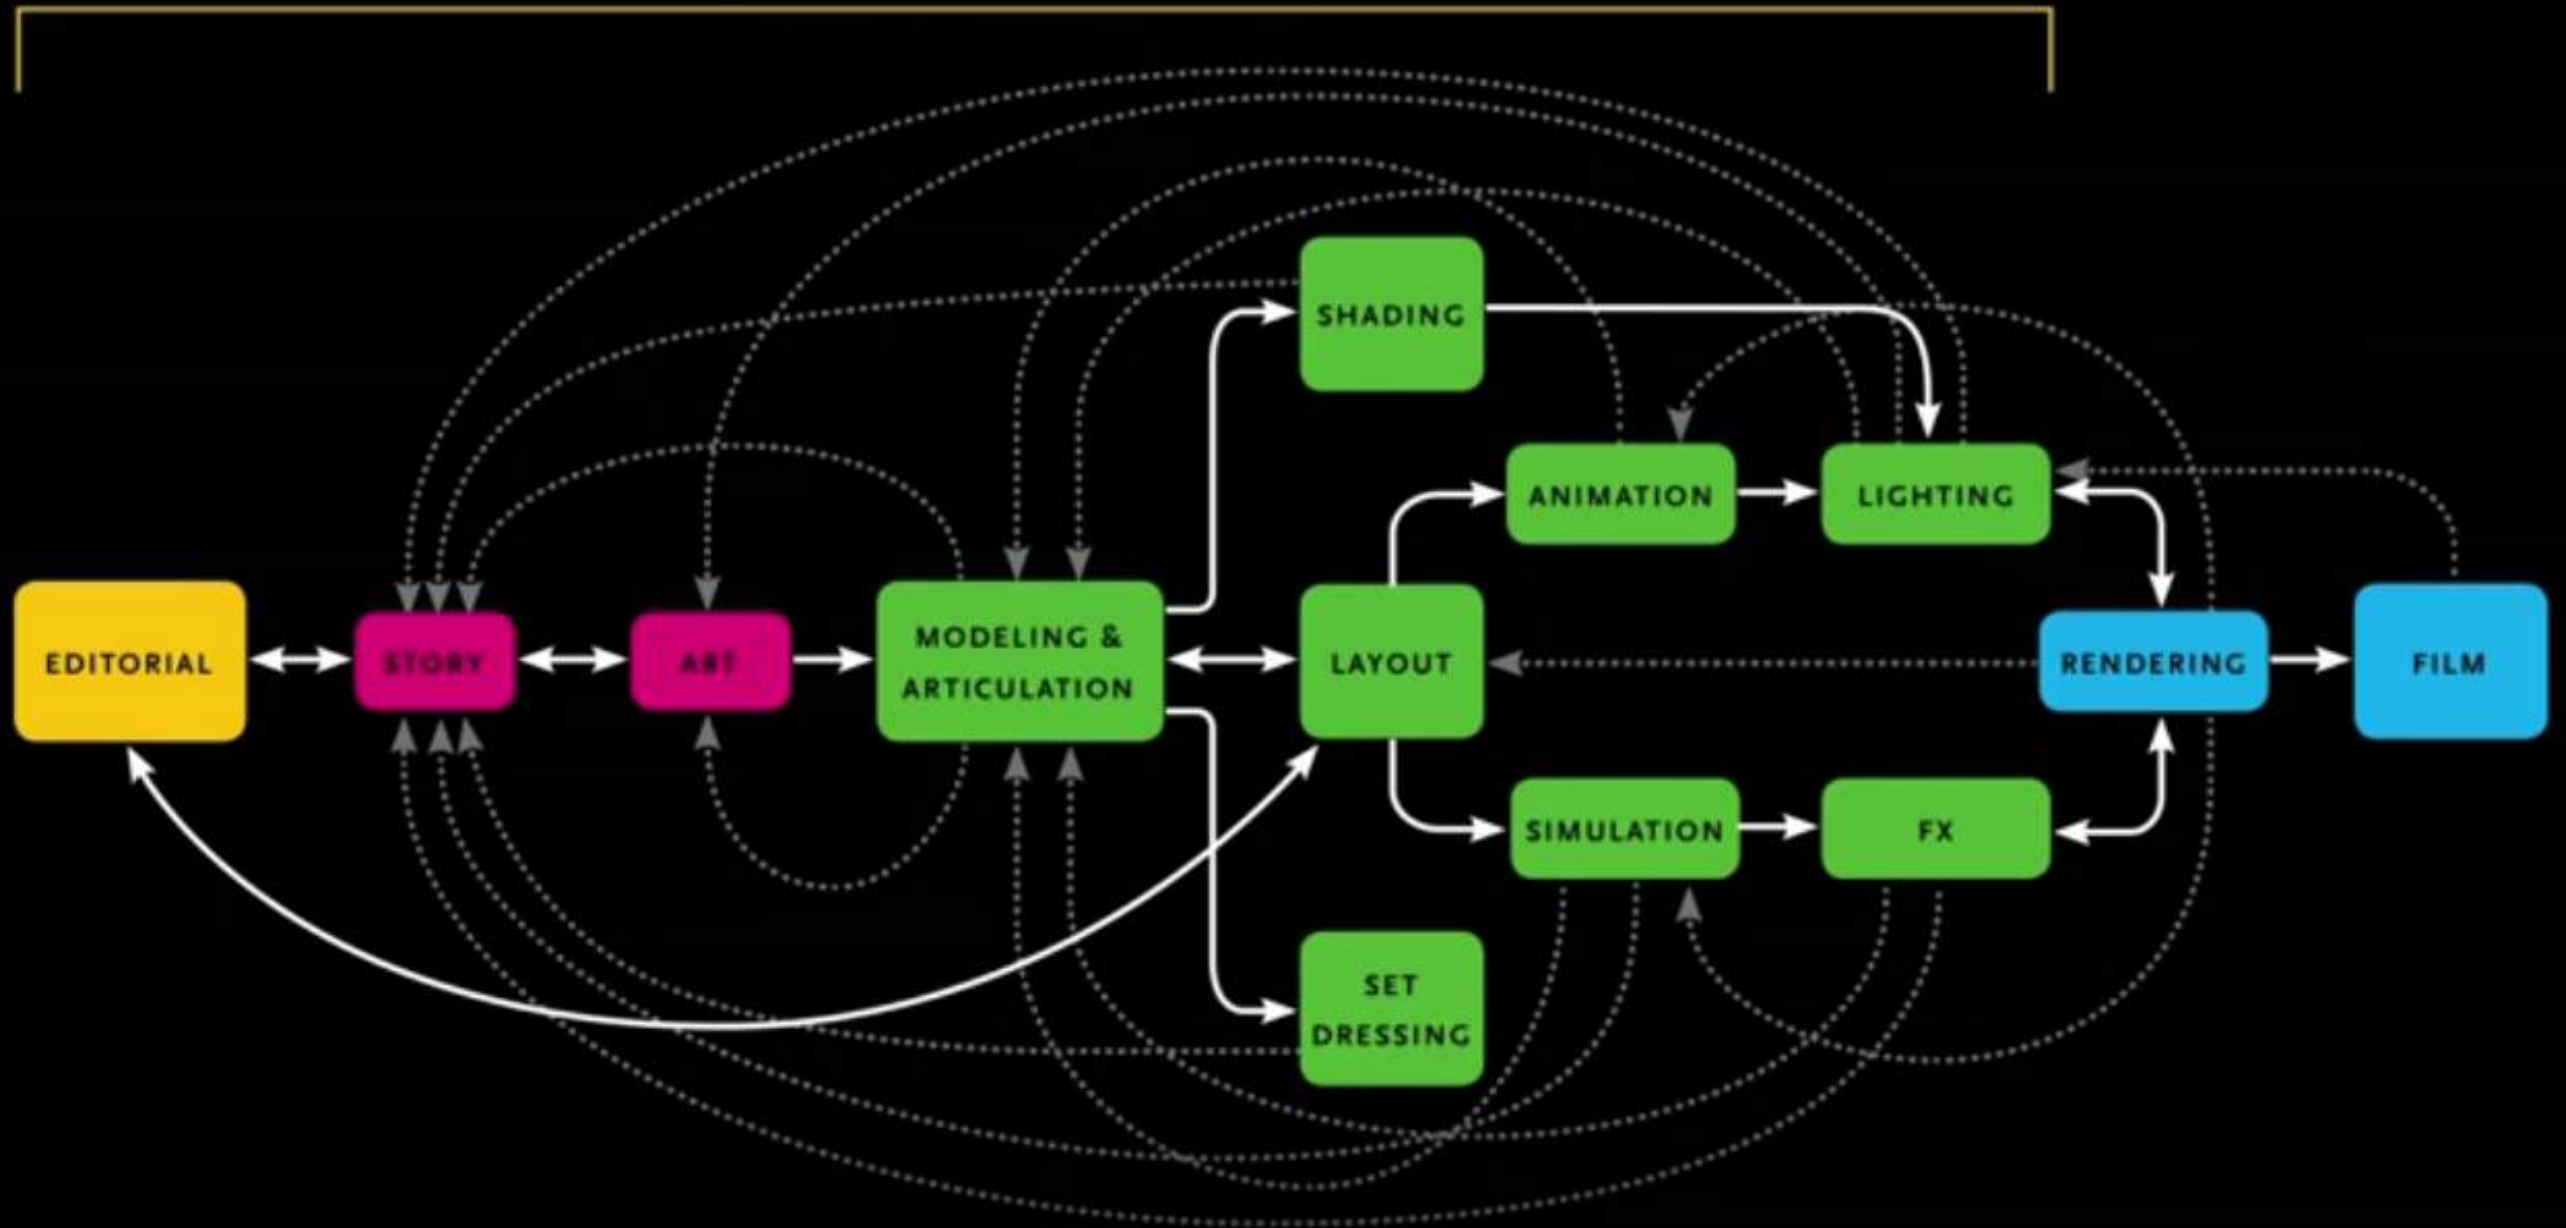 SHADING
ANIMATION
LIGHTING
EDITORIAL
STORY
ART
MODELING &
ARTICULATION
LAYOUT
RENDERING
FILM
SIMULATION
FX
SET
DRESSING